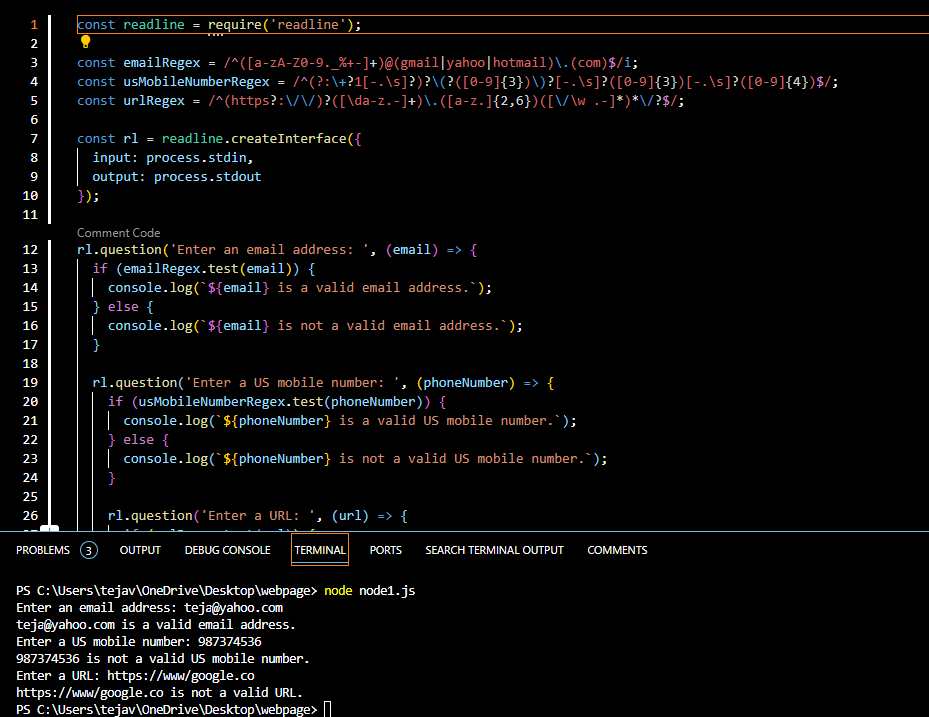 1 const readline = require('readline');
2
3 const emailRegex = /^([a-zA-Z0-9._%+-]+)@(gmail|yahoo|hotmail)\.(com)$/i;
4 const usMobileNumberRegex = /^(?:\+?1[-.\s]?)?\(?([0-9]{3})\)?[-.\s]?([0-9]{3})[-.\s]?([0-9]{4})$/;
5 const urlRegex = /^(https?:\/\/)?([\da-z.-]+)\.([a-z.]{2,6})([\/\w .-]*)*\/?$/;
6
7 const rl = readline.createInterface({
8   input: process.stdin,
9   output: process.stdout
10 });
11
Comment Code
12 rl.question('Enter an email address: ', (email) => {
13   if (emailRegex.test(email)) {
14     console.log(`${email} is a valid email address.`);
15   } else {
16     console.log(`${email} is not a valid email address.`);
17   }
18
19   rl.question('Enter a US mobile number: ', (phoneNumber) => {
20     if (usMobileNumberRegex.test(phoneNumber)) {
21       console.log(`${phoneNumber} is a valid US mobile number.`);
22     } else {
23       console.log(`${phoneNumber} is not a valid US mobile number.`);
24     }
25
26     rl.question('Enter a URL: ', (url) => {
PROBLEMS 3 OUTPUT DEBUG CONSOLE TERMINAL PORTS SEARCH TERMINAL OUTPUT COMMENTS
PS C:\Users\tejav\OneDrive\Desktop\webpage> node node1.js
Enter an email address: teja@yahoo.com
teja@yahoo.com is a valid email address.
Enter a US mobile number: 987374536
987374536 is not a valid US mobile number.
Enter a URL: https://www/google.co
https://www/google.co is not a valid URL.
PS C:\Users\tejav\OneDrive\Desktop\webpage>